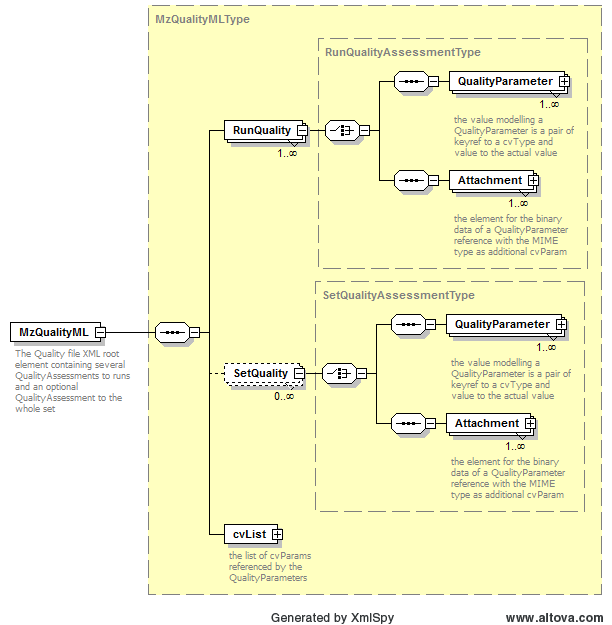 MzQualityMLType
RunQualityAssessmentType
QualityParameter
1..∞
the value modelling a
QualityParameter is a pair of
keyref to a cvType and
value to the actual value
RunQuality
1..∞
Attachment
1..∞
the element for the binary
data of a QualityParameter
reference with the MIME
type as additional cvParam
SetQualityAssessmentType
QualityParameter
1..∞
the value modelling a
QualityParameter is a pair of
keyref to a cvType and
value to the actual value
MzQualityML
The Quality file XML root
element containing several
QualityAssessments to runs
and an optional
QualityAssessment to the
whole set
SetQuality
0..∞
Attachment
1..∞
the element for the binary
data of a QualityParameter
reference with the MIME
type as additional cvParam
cvList
the list of cvParams
referenced by the
QualityParameters
Generated by XmlSpy
www.altova.com